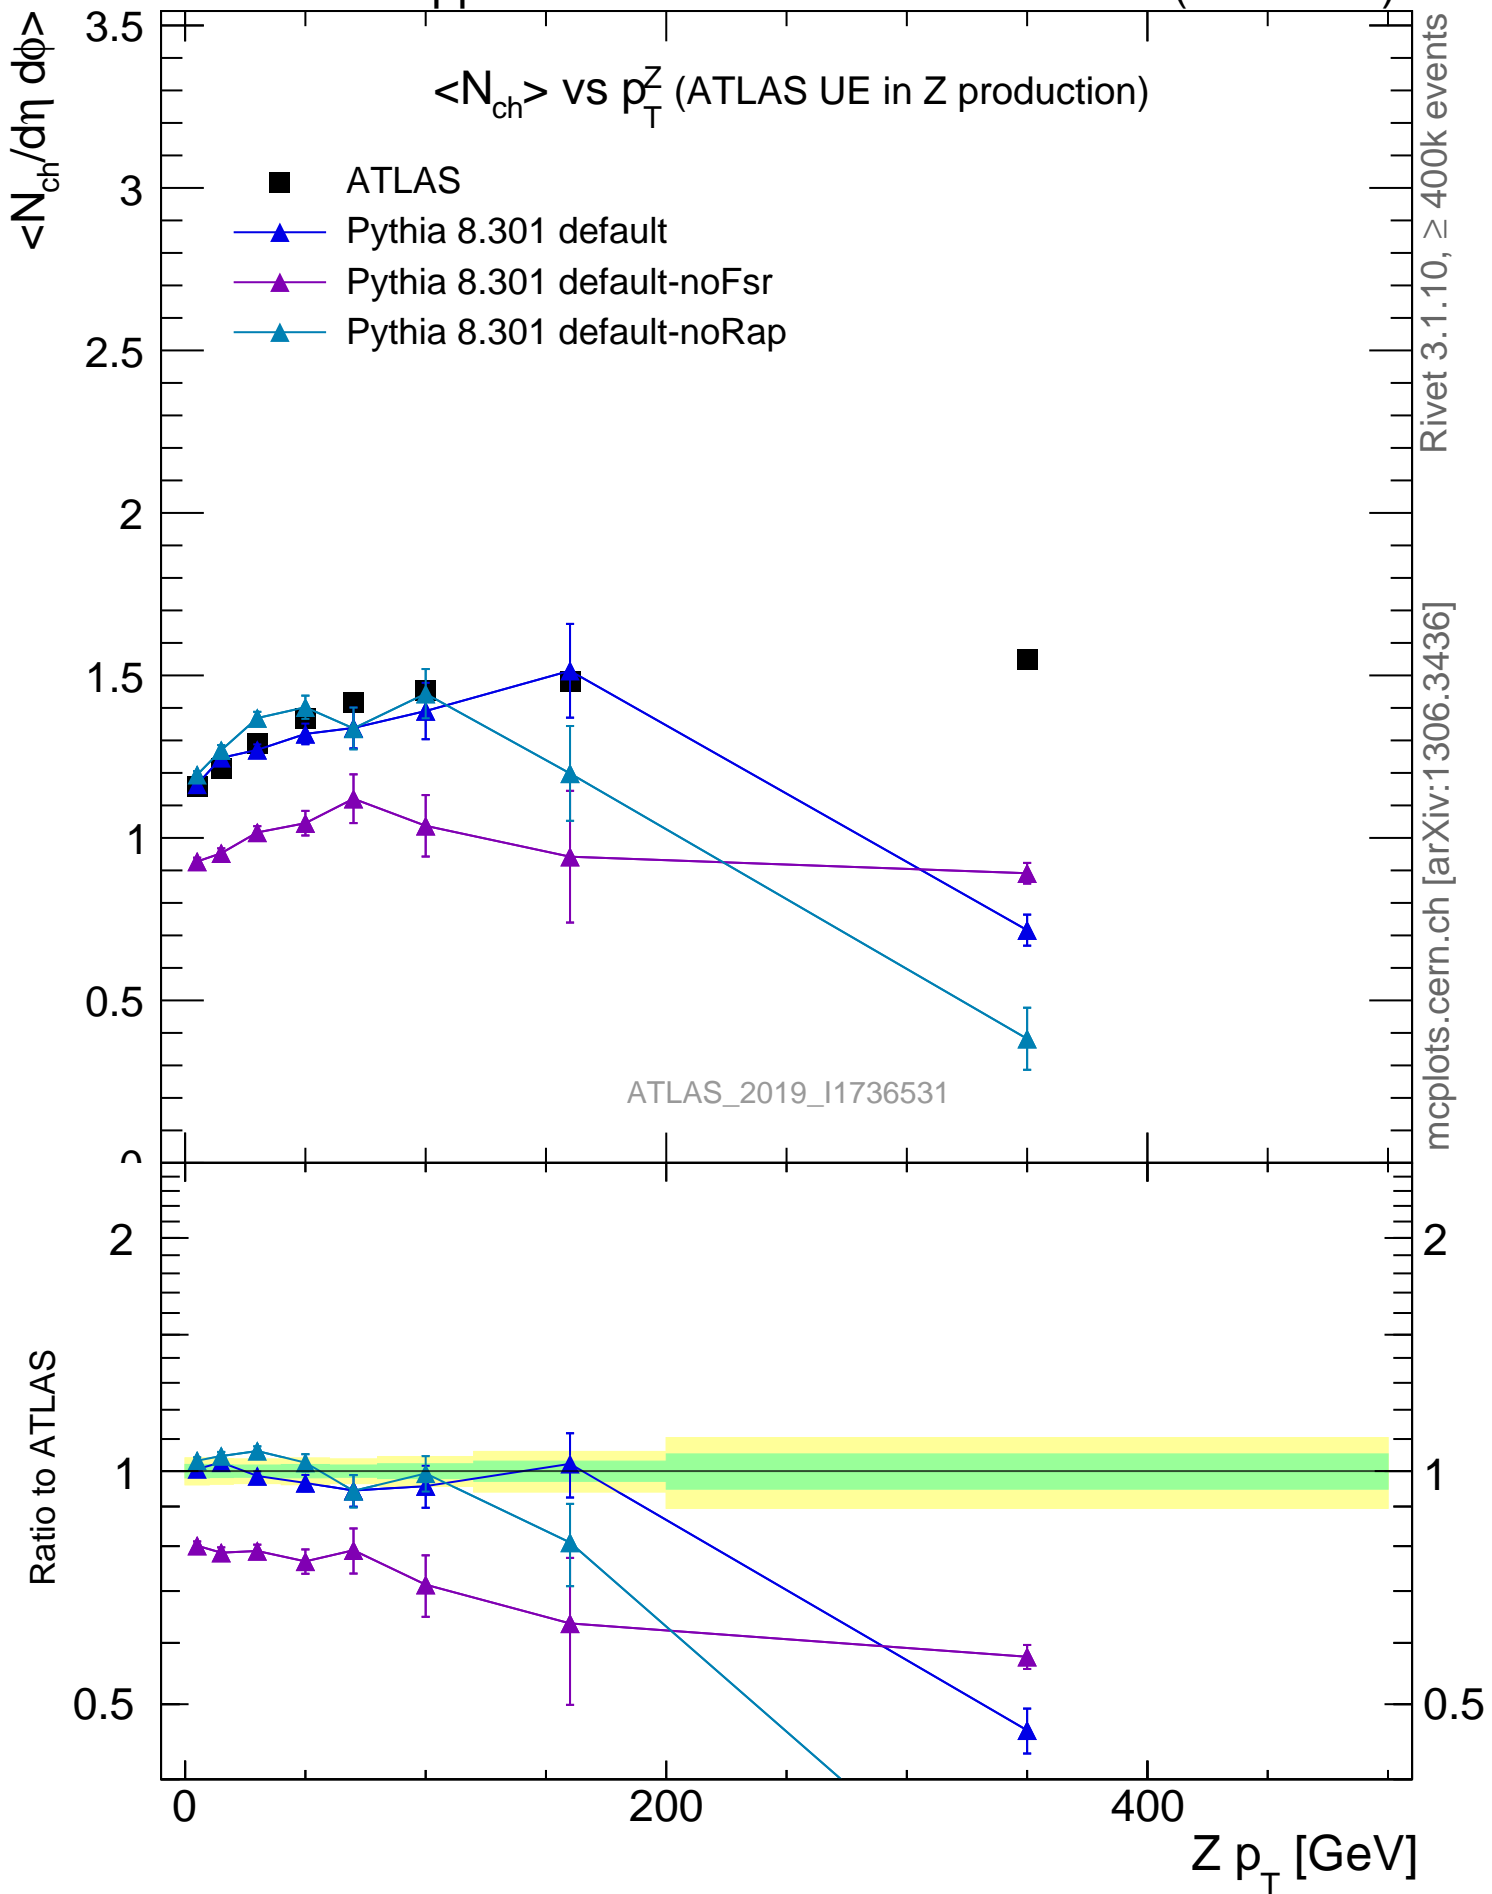 <N_ch> vs p_T^Z (ATLAS UE in Z production)
ATLAS
Pythia 8.301 default
Pythia 8.301 default-noFsr
Pythia 8.301 default-noRap
<N_ch/dη dϕ>
3.5
3
2.5
2
1.5
1
0.5
0
ATLAS_2019_I1736531
Rivet 3.1.10, ≥ 400k events
mcplots.cern.ch [arXiv:1306.3436]
Ratio to ATLAS
2
1
0.5
2
1
0.5
0
200
400
Z p_T [GeV]